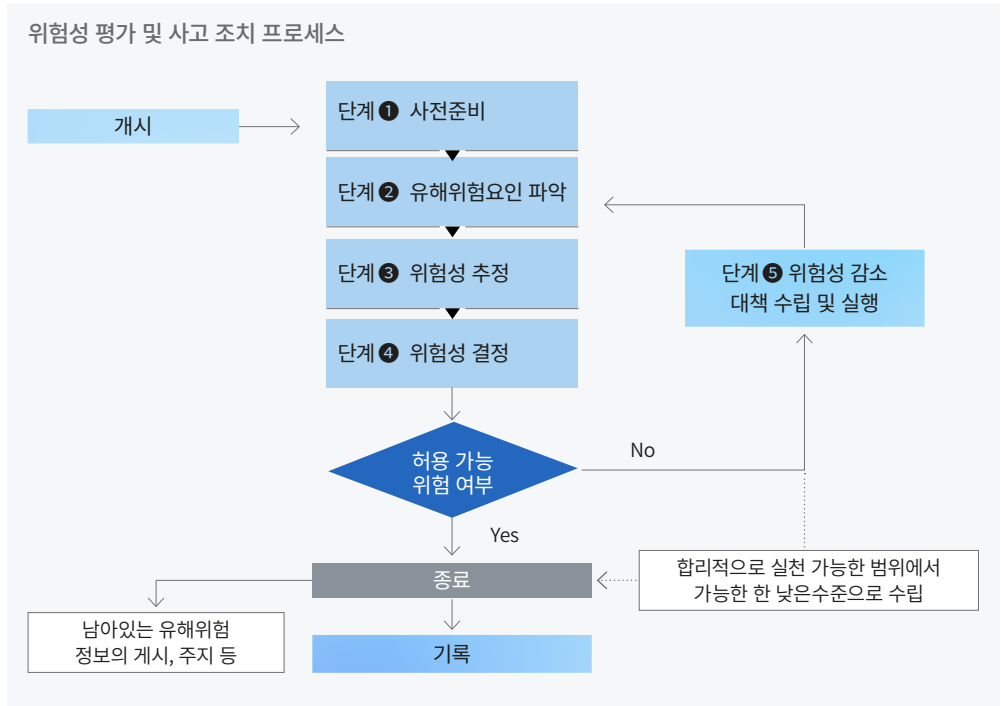 위험성 평가 및 사고 조치 프로세스
개시
단계 ❶ 사전준비
단계 ❷ 유해위험요인 파악
단계 ❸ 위험성 추정
단계 ❹ 위험성 결정
단계 ❺ 위험성 감소
대책 수립 및 실행
허용 가능
위험 여부
No
Yes
종료
합리적으로 실천 가능한 범위에서
가능한 한 낮은수준으로 수립
남아있는 유해위험
정보의 게시, 주지 등
기록